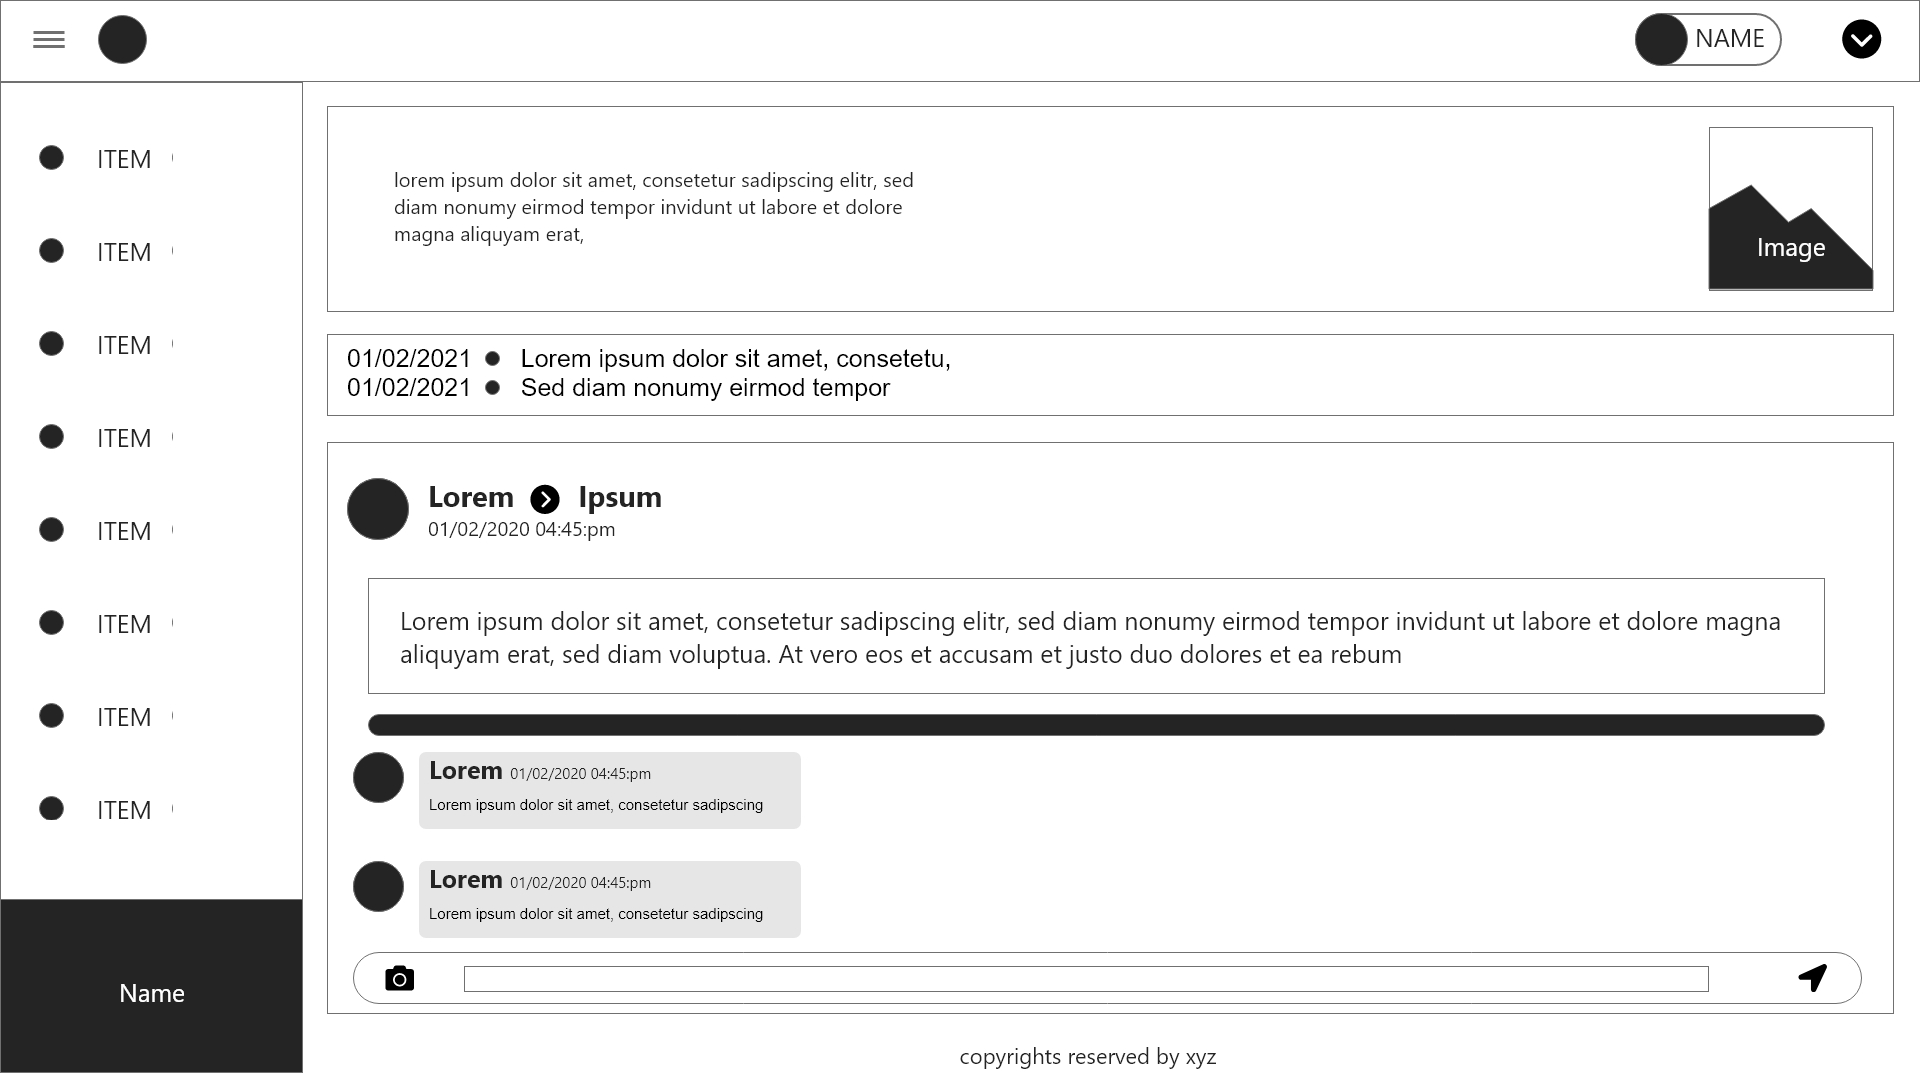 NAME
ITEM
ITEM
ITEM
ITEM
ITEM
ITEM
ITEM
ITEM
Name
lorem ipsum dolor sit amet, consetetur sadipscing elitr, sed
diam nonumy eirmod tempor invidunt ut labore et dolore
magna aliquyam erat,
Image
01/02/2021 ● Lorem ipsum dolor sit amet, consetetu,
01/02/2021 ● Sed diam nonumy eirmod tempor
Lorem Ipsum
01/02/2020 04:45:pm
Lorem ipsum dolor sit amet, consetetur sadipscing elitr, sed diam nonumy eirmod tempor invidunt ut labore et dolore magna
aliquyam erat, sed diam voluptua. At vero eos et accusam et justo duo dolores et ea rebum
Lorem 01/02/2020 04:45:pm
Lorem ipsum dolor sit amet, consetetur sadipscing
Lorem 01/02/2020 04:45:pm
Lorem ipsum dolor sit amet, consetetur sadipscing
copyrights reserved by xyz